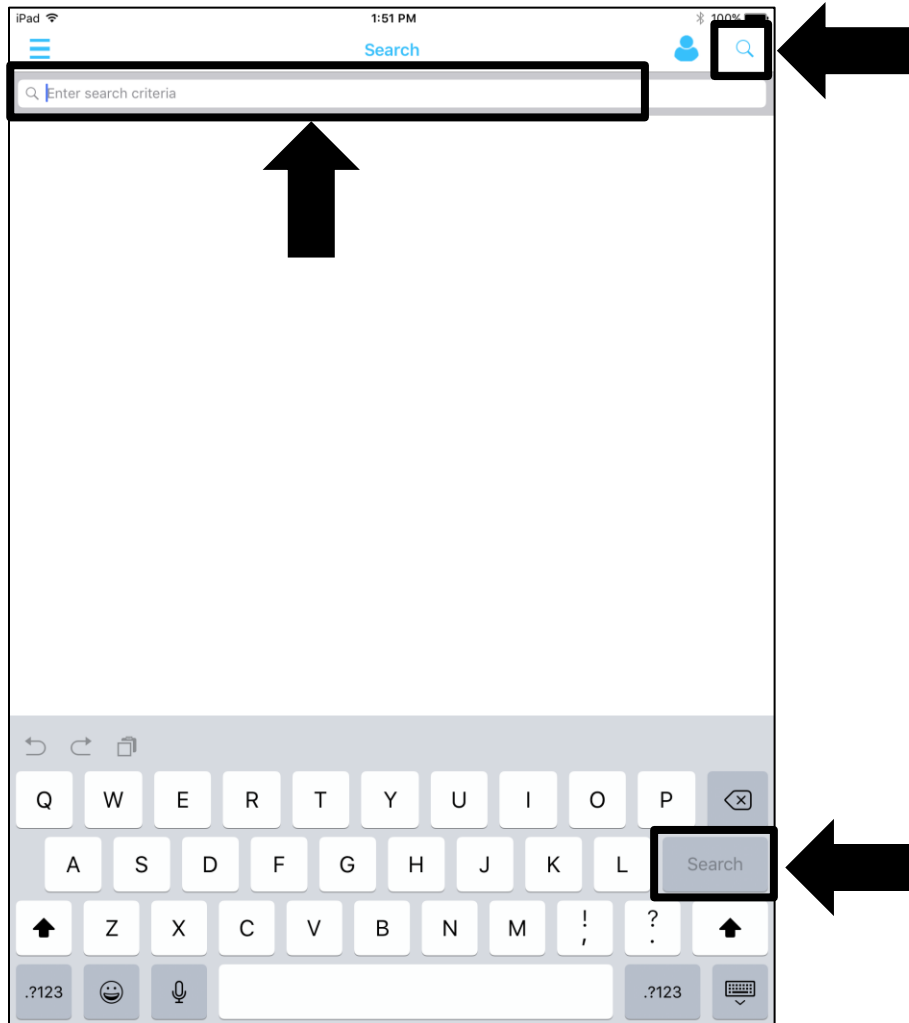 iPad 1:51 PM 100%
Search
Enter search criteria
Q W E R T Y U I O P
A S D F G H J K L Search
Z X C V B N M ! , ? .
.?123 .?123